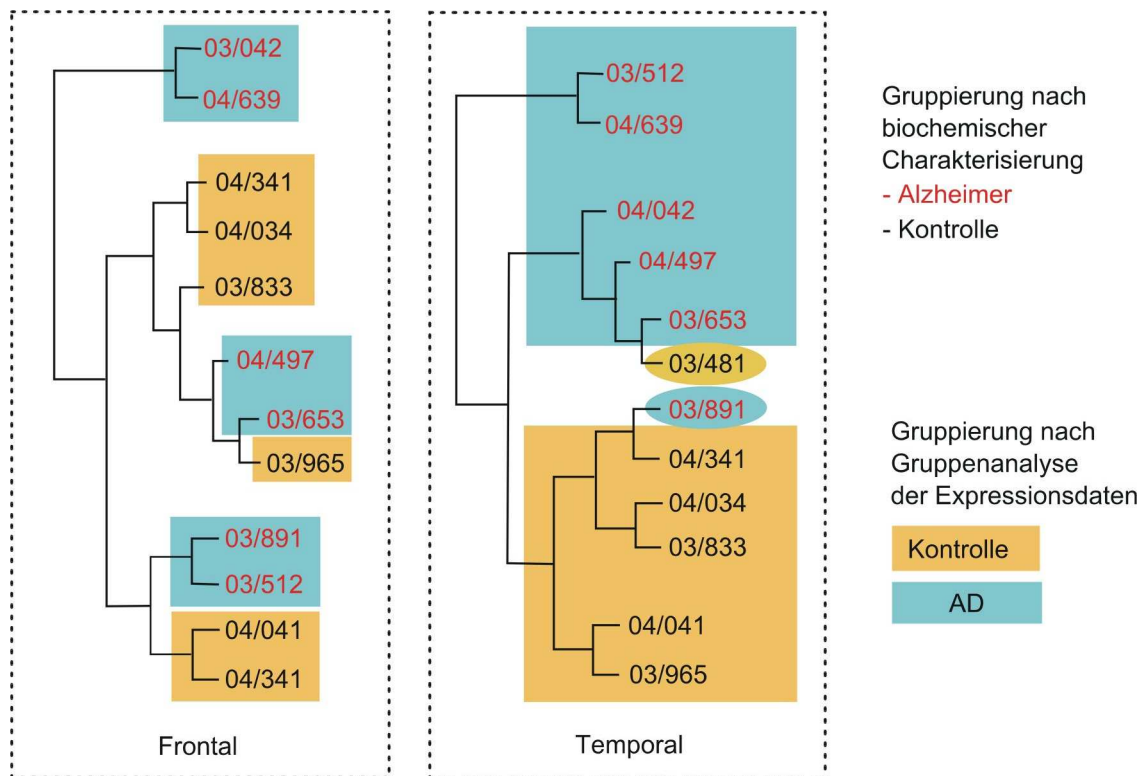 03/042
04/639
04/341
04/034
03/833
04/497
03/653
03/965
03/891
03/512
04/041
04/341
Frontal
03/512
04/639
04/042
04/497
03/653
03/481
03/891
04/341
04/034
03/833
04/041
03/965
Temporal
Gruppierung nach
biochemischer
Charakterisierung
- Alzheimer
- Kontrolle
Gruppierung nach
Gruppenanalyse
der Expressionsdaten
Kontrolle
AD